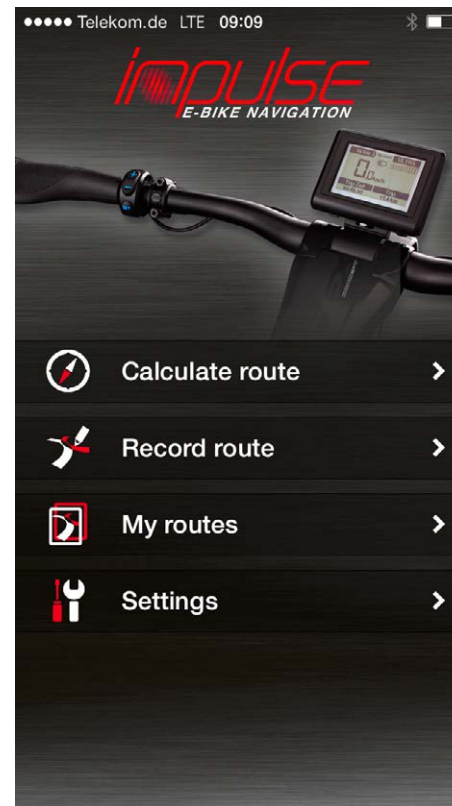 Telekom.de LTE 09:09
impulse
E-BIKE NAVIGATION
Calculate route
Record route
My routes
Settings